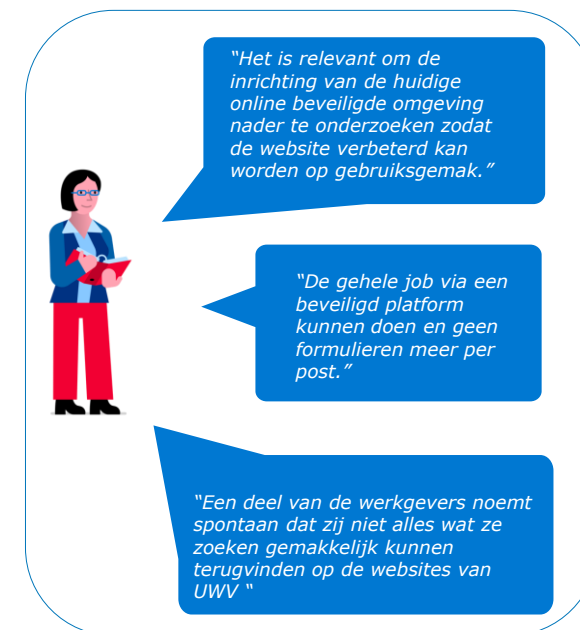 “Het is relevant om de
inrichting van de huidige
online beveiligde omgeving
nader te onderzoeken zodat
de website verbeterd kan
worden op gebruiksgemak.”
“De gehele job via een
beveiligd platform
kunnen doen en geen
formulieren meer per
post.”
“Een deel van de werkgevers noemt
spontaan dat zij niet alles wat ze
zoeken gemakkelijk kunnen
terugvinden op de websites van
UWV “